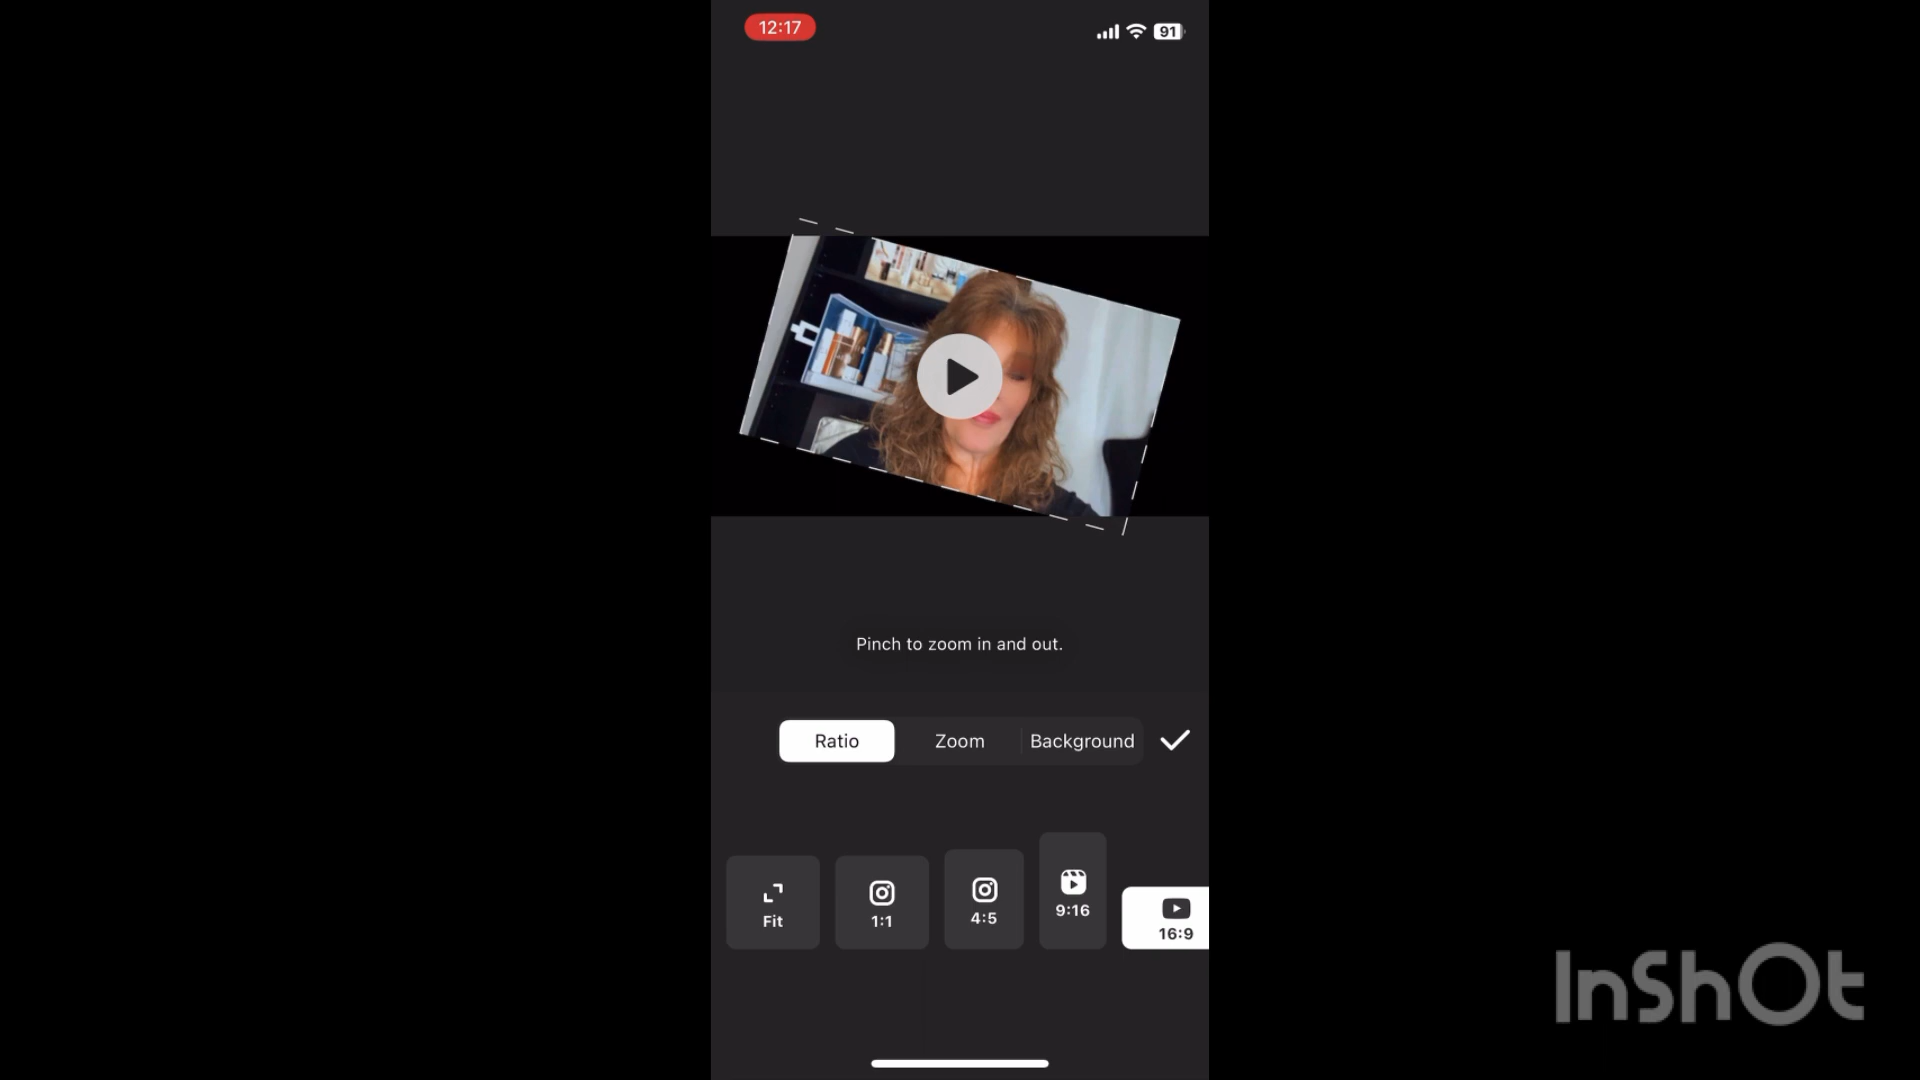 12:17
91
Pinch to zoom in and out.
Ratio
Zoom
Background
Fit
1:1
4:5
9:16
16:9
InShOt